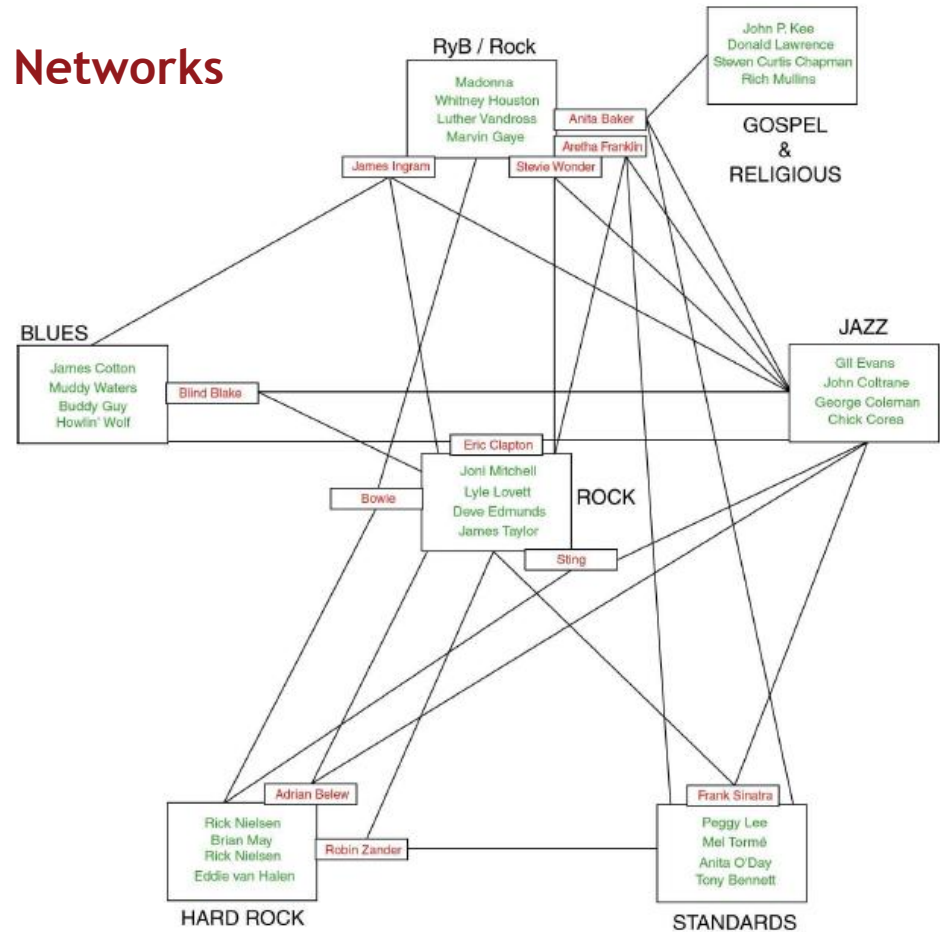 Networks
RyB / Rock
Madonna
Whitney Houston
Luther Vandross
Marvin Gaye
Anita Baker
Aretha Franklin
James Ingram
Stevie Wonder
John P. Kee
Donald Lawrence
Steven Curtis Chapman
Rich Mullins
GOSPEL
&
RELIGIOUS
BLUES
James Cotton
Muddy Waters
Buddy Guy
Howlin' Wolf
Blind Blake
JAZZ
Gil Evans
John Coltrane
George Coleman
Chick Corea
Eric Clapton
Bowie
Joni Mitchell
Lyle Lovett
Deve Edmunds
James Taylor
ROCK
Sting
Adrian Belew
Rick Nielsen
Brian May
Rick Nielsen
Eddie van Halen
Robin Zander
HARD ROCK
Frank Sinatra
Peggy Lee
Mel Tormé
Anita O'Day
Tony Bennett
STANDARDS